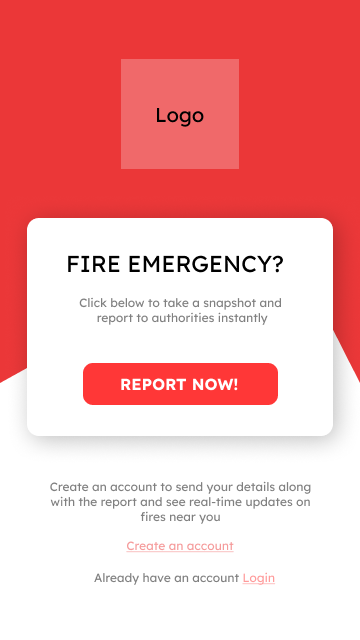 Logo
FIRE EMERGENCY?
Click below to take a snapshot and
report to authorities instantly
REPORT NOW!
Create an account to send your details along
with the report and see real-time updates on
fires near you
Create an account
Already have an account Login